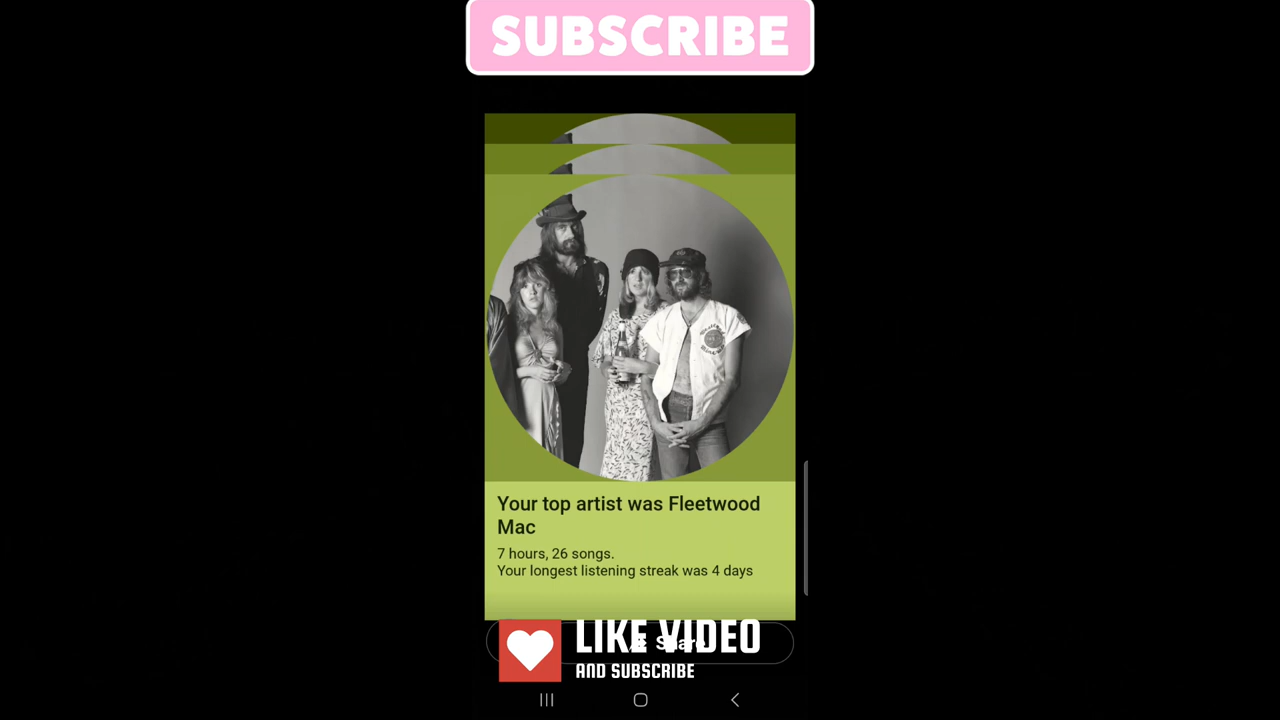 SUBSCRIBE
Your top artist was Fleetwood
Mac
7 hours, 26 songs.
Your longest listening streak was 4 days
LIKE VIDEO
Share
AND SUBSCRIBE